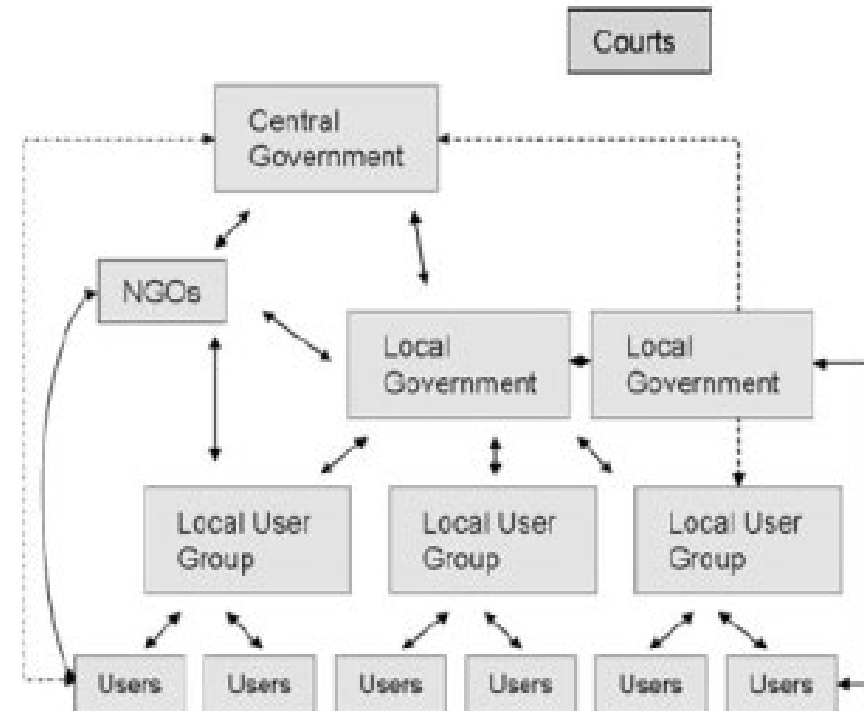 Courts
Central
Government
NGOs
Local
Government
Local
Government
Local User
Group
Local User
Group
Local User
Group
Users
Users
Users
Users
Users
Users